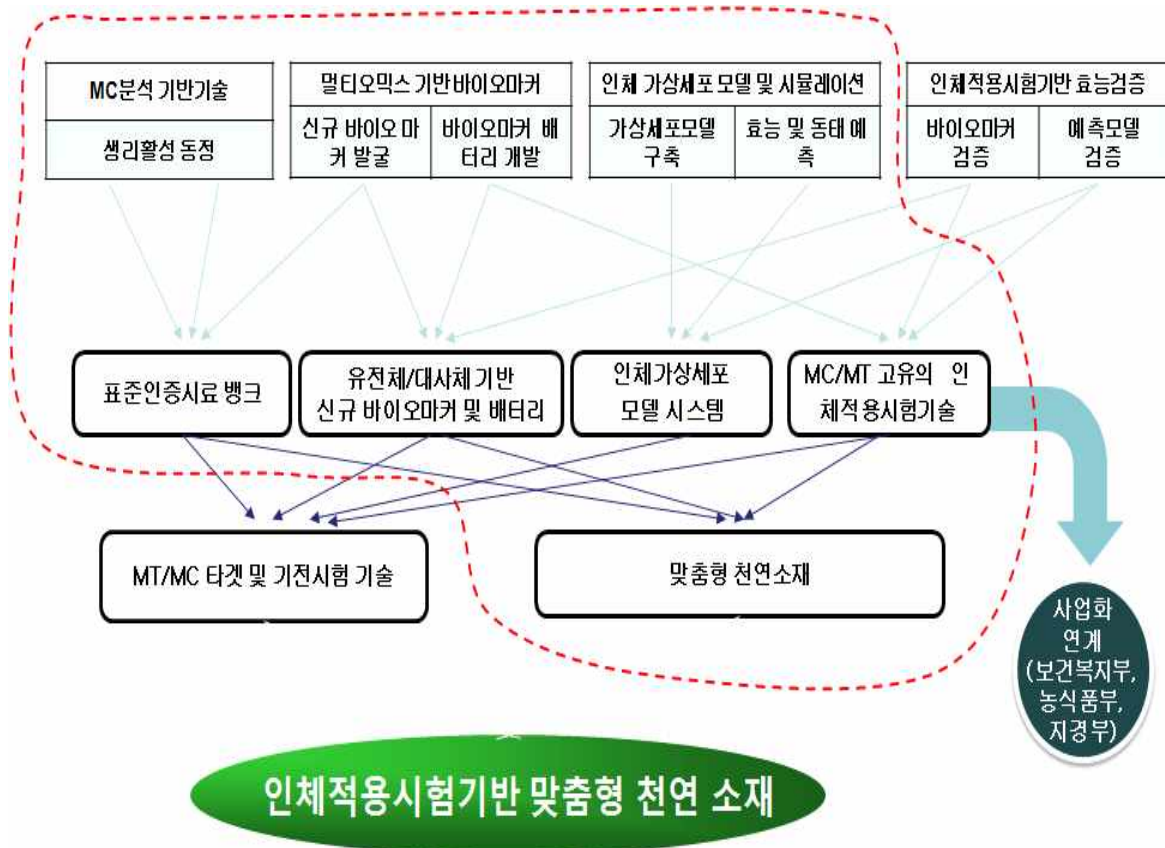 MC분석 기반기술
생리활성 동정
멀티오믹스 기반 바이오마커
신규 바이오 마
커 발굴
바이오마커 배
터리 개발
인체 가상세포 모델 및 시뮬레이션
가상세포모델
구축
효능 및 동태 예
측
인체적용시험기반 효능검증
바이오마커
검증
예측모델
검증
표준인증시료 뱅크
유전체/대사체 기반
신규 바이오마커 및 배터리
인체가상세포
모델 시스템
MC/MT 고유의 인
체적용시험기술
MT/MC 타겟 및 기전시험 기술
맞춤형 천연소재
사업화
연계
(보건복지부,
농식품부,
지경부)
인체적용시험기반 맞춤형 천연 소재